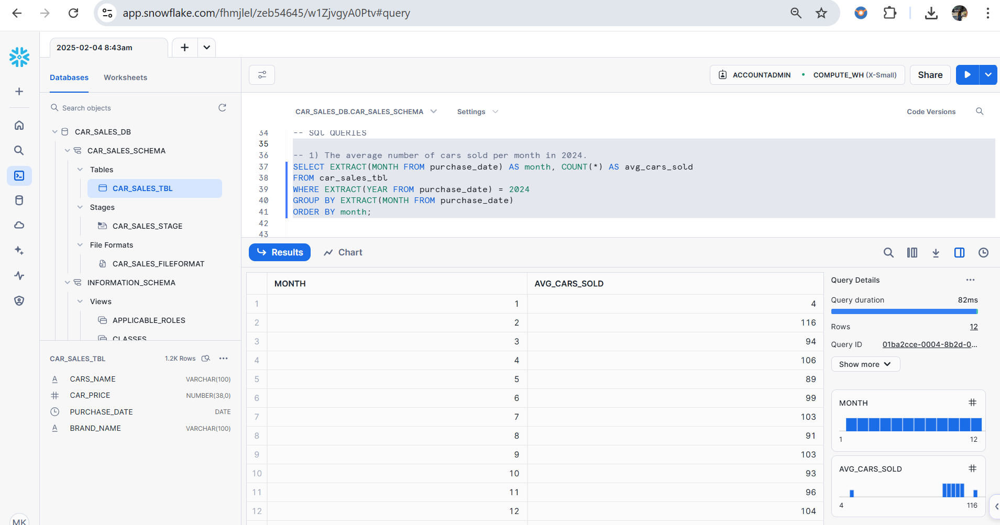 app.snowflake.com/fhmjlel/zeb54645/w1ZjvgyA0Ptv#query
2025-02-04 8:43am
Databases
Worksheets
ACCOUNTADMIN
COMPUTE_WH (X-Small)
Share
Search objects
CAR_SALES_DB
CAR_SALES_SCHEMA
Tables
CAR_SALES_TBL
Stages
CAR_SALES_STAGE
File Formats
CAR_SALES_FILEFORMAT
INFORMATION_SCHEMA
Views
APPLICABLE_ROLES
CLASSES
CAR_SALES_TBL
1.2K Rows
CARS_NAME VARCHAR(100)
CAR_PRICE NUMBER(38,0)
PURCHASE_DATE DATE
BRAND_NAME VARCHAR(100)
MK
CAR_SALES_DB.CAR_SALES_SCHEMA
Settings
Code Versions
34 -- SQl QUERIES
35
36 -- 1) The average number of cars sold per month in 2024.
37 SELECT EXTRACT(MONTH FROM purchase_date) AS month, COUNT(*) AS avg_cars_sold
38 FROM car_sales_tbl
39 WHERE EXTRACT(YEAR FROM purchase_date) = 2024
40 GROUP BY EXTRACT(MONTH FROM purchase_date)
41 ORDER BY month;
42
43
Results
Chart
MONTH AVG_CARS_SOLD
1 1 4
2 2 116
3 3 94
4 4 106
5 5 89
6 6 99
7 7 103
8 8 91
9 9 103
10 10 93
11 11 96
12 12 104
Query Details
Query duration 82ms
Rows 12
Query ID 01ba2cce-0004-8b2d-0...
Show more
MONTH
1 12
AVG_CARS_SOLD
4 116